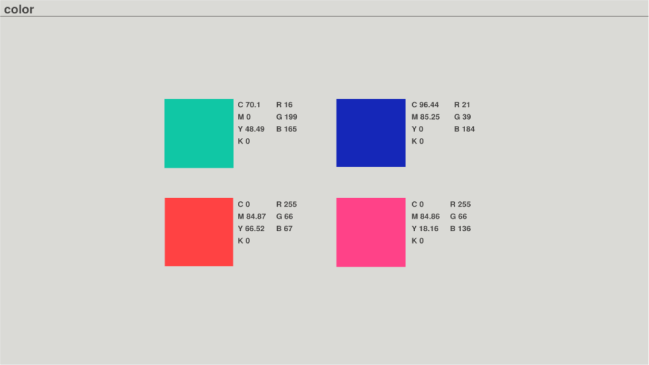 color
C 70.1 R 16
M 0 G 199
Y 48.49 B 165
K 0
C 96.44 R 21
M 85.25 G 39
Y 0 B 184
K 0
C 0 R 255
M 84.87 G 66
Y 66.52 B 67
K 0
C 0 R 255
M 84.86 G 66
Y 18.16 B 136
K 0